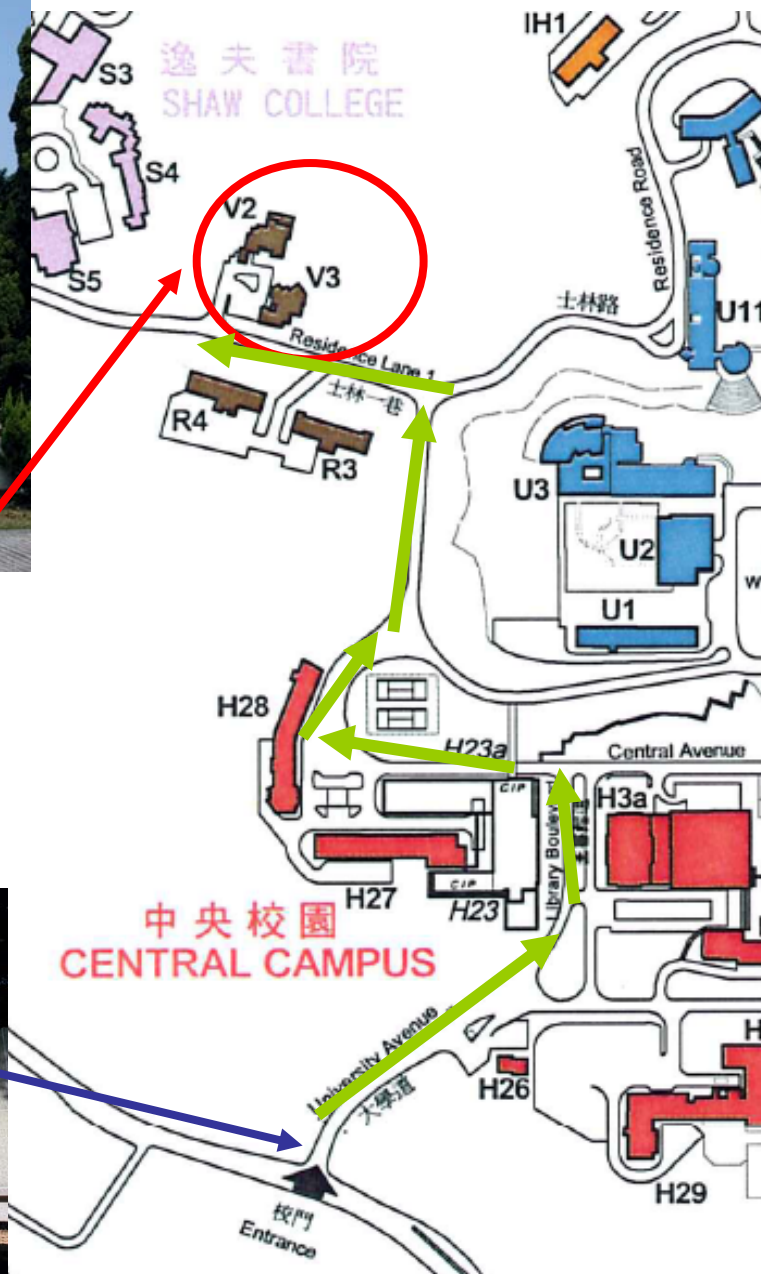 IH1
S3
逸夫書院
SHAW COLLEGE
S4
V2
S5
V3
Residence Road
士林路
U11
Residence Lane 1
士林一巷
R4
R3
U3
U2
W
U1
H28
H23a
Central Avenue
CIP
H3a
Library Boulevard
H27
CIP
H23
中央校園
CENTRAL CAMPUS
University Avenue
大學道
H
H26
H29
校門
Entrance